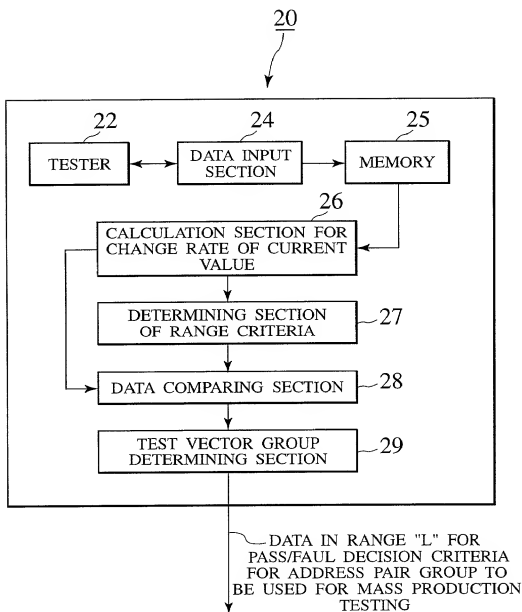 20
22
24
25
TESTER
DATA INPUT
SECTION
MEMORY
26
CALCULATION SECTION FOR
CHANGE RATE OF CURRENT
VALUE
DETERMINING SECTION
OF RANGE CRITERIA
27
DATA COMPARING SECTION
28
TEST VECTOR GROUP
DETERMINING SECTION
29
DATA IN RANGE "L" FOR
PASS/FAUL DECISION CRITERIA
FOR ADDRESS PAIR GROUP TO
BE USED FOR MASS PRODUCTION
TESTING